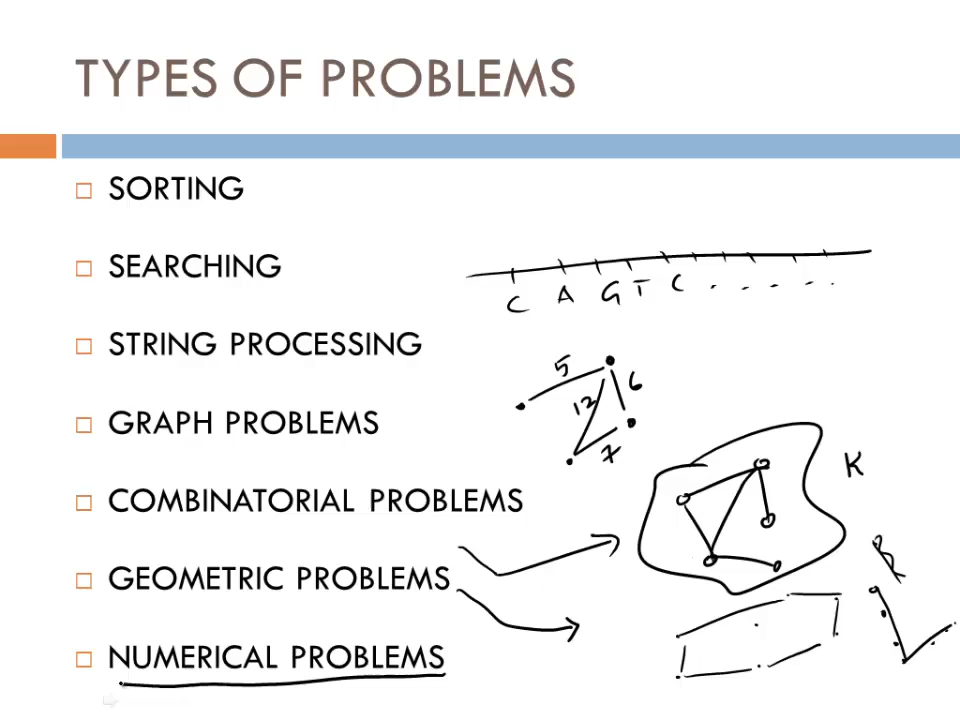 TYPES OF PROBLEMS
SORTING
SEARCHING
C A G T C . . . . .
STRING PROCESSING
5
6
12
7
GRAPH PROBLEMS
K
COMBINATORIAL PROBLEMS
GEOMETRIC PROBLEMS
NUMERICAL PROBLEMS